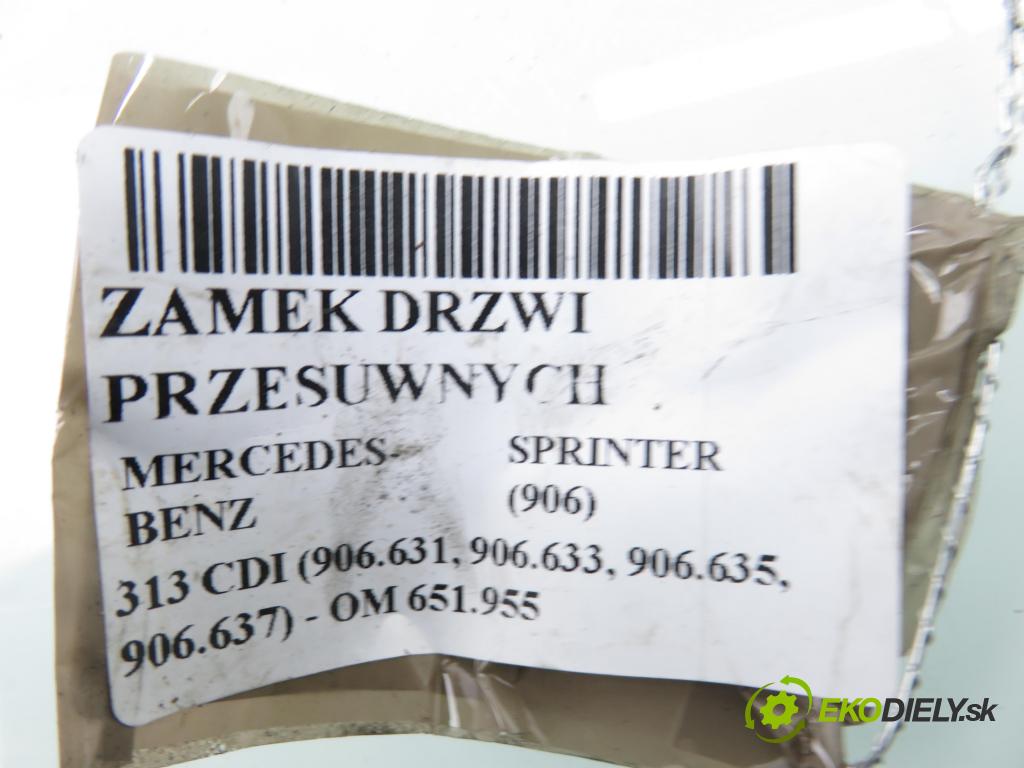 ZAMEK DRZWI
PRZESUWNYCH
MERCEDES-
BENZ
SPRINTER
(906)
313 CDI (906.631, 906.633, 906.635,
906.637) - OM 651.955
EKODIELY.sk